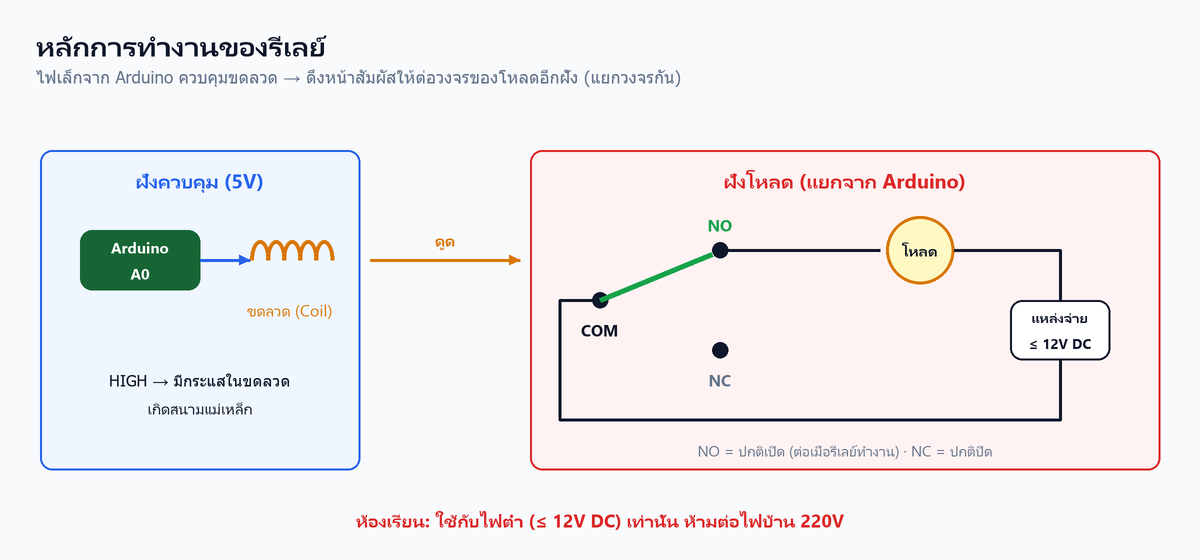 หลักการทำงานของรีเลย์
ไฟเล็กจาก Arduino ควบคุมขดลวด → ดึงหน้าสัมผัสให้ต่อวงจรของโหลดอีกฝั่ง (แยกวงจรกัน)
ฝั่งควบคุม (5V)
Arduino
A0
ขดลวด (Coil)
HIGH → มีกระแสในขดลวด
เกิดสนามแม่เหล็ก
ดูด
ฝั่งโหลด (แยกจาก Arduino)
NO
โหลด
COM
แหล่งจ่าย
≤ 12V DC
NC
NO = ปกติเปิด (ต่อเมื่อรีเลย์ทำงาน) · NC = ปกติปิด
ห้องเรียน: ใช้กับไฟต่ำ (≤ 12V DC) เท่านั้น ห้ามต่อไฟบ้าน 220V